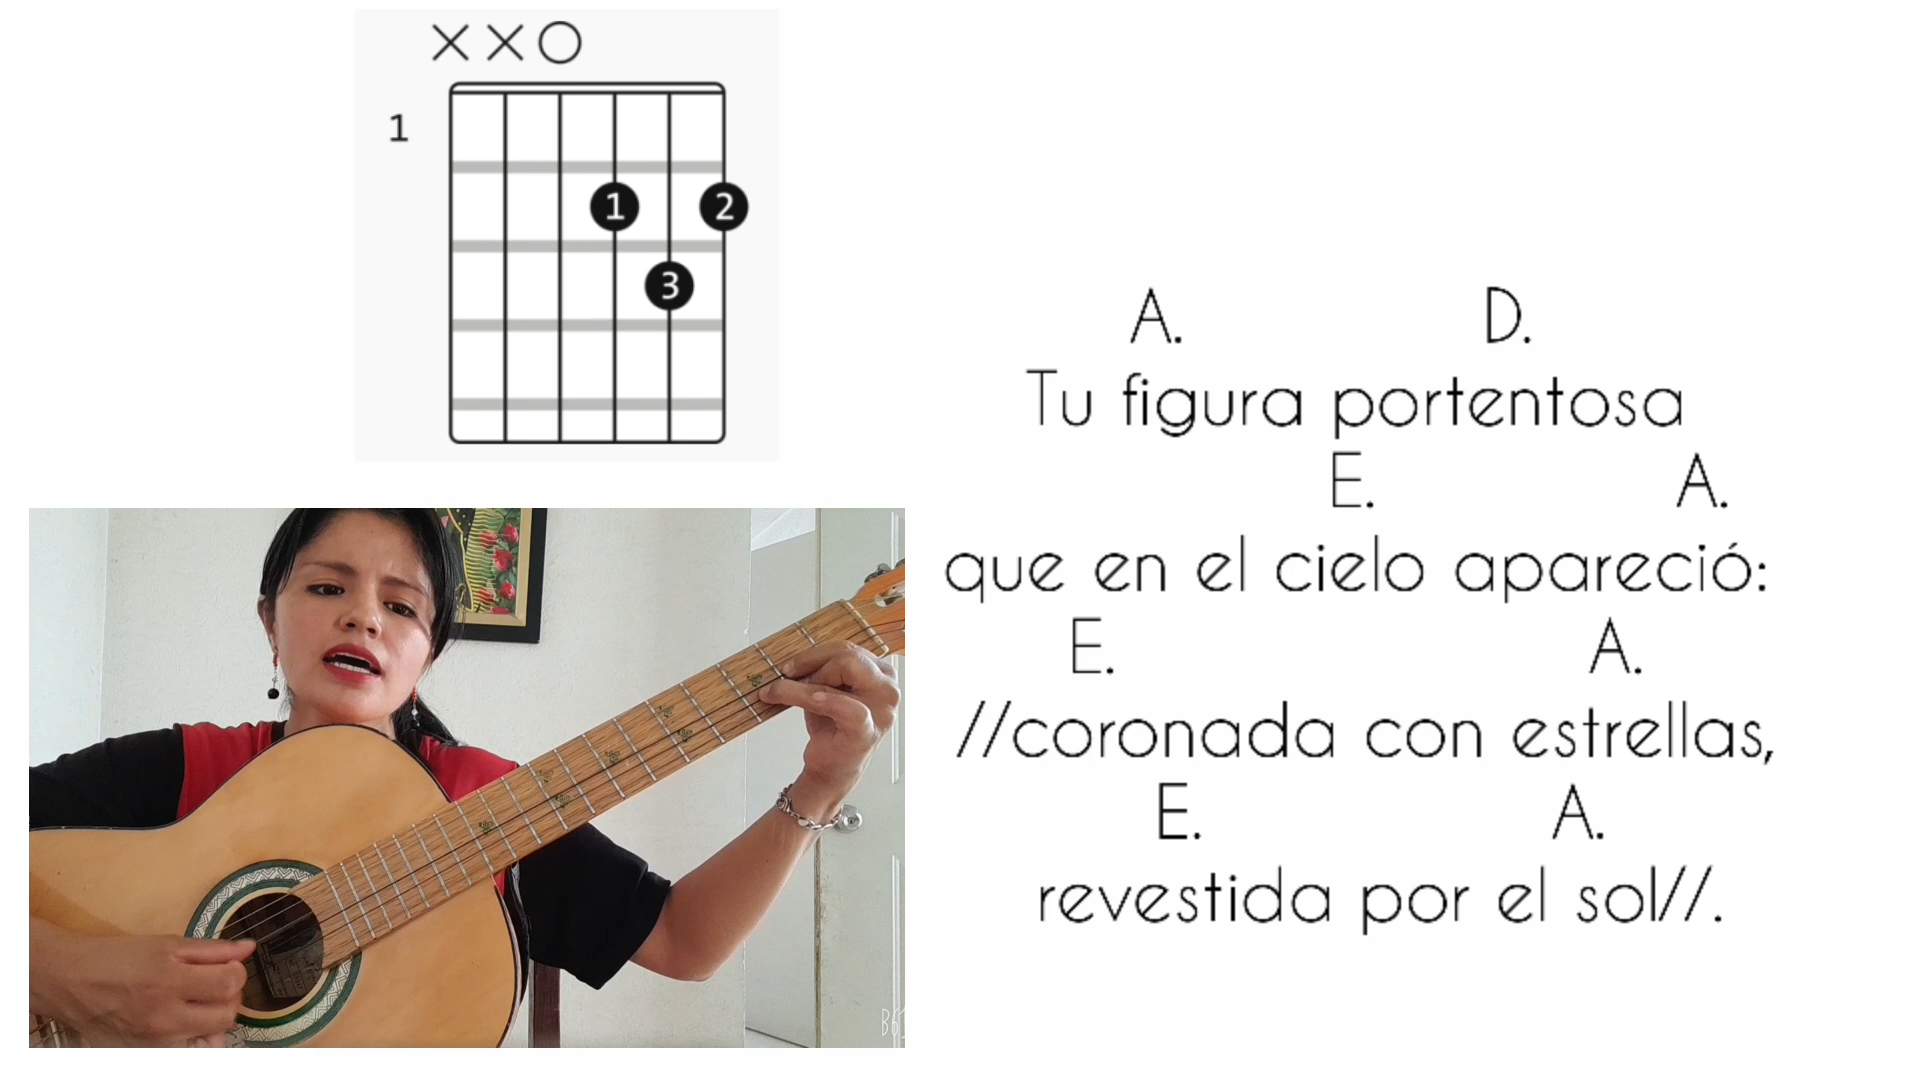 1
1 2
3
A. D.
Tu figura portentosa
E. A.
que en el cielo apareció:
E. A.
//coronada con estrellas,
E. A.
revestida por el sol//.